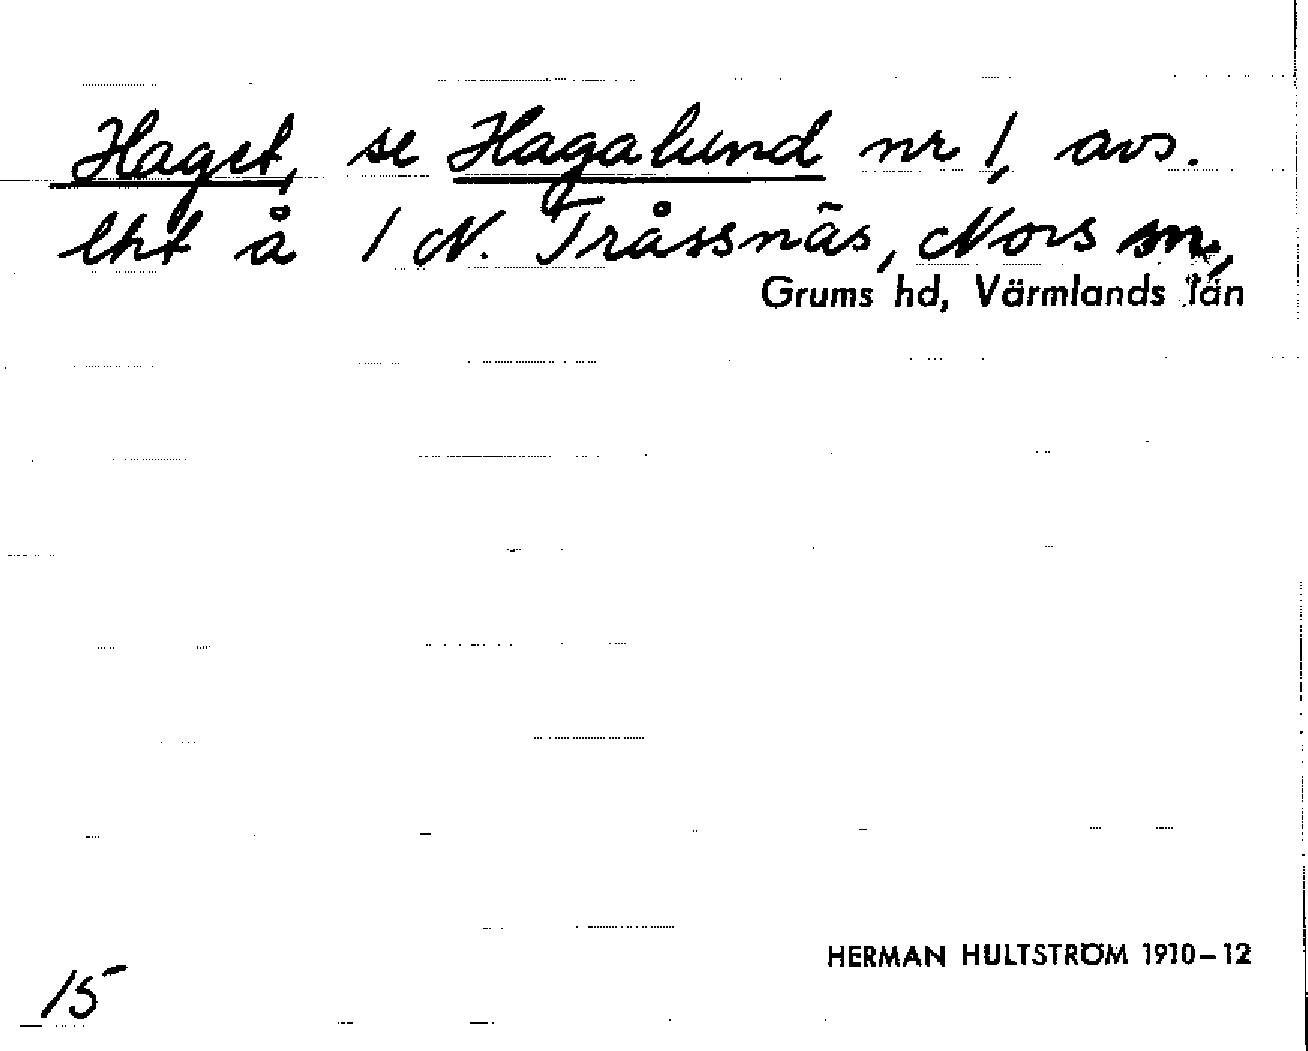 Haget, se Hagalund nr 1, avs.
lht å 1 N. Tråssnäs, Nors sn,
Grums hd, Värmlands län
HERMAN HULTSTRÖM 1910–12
15